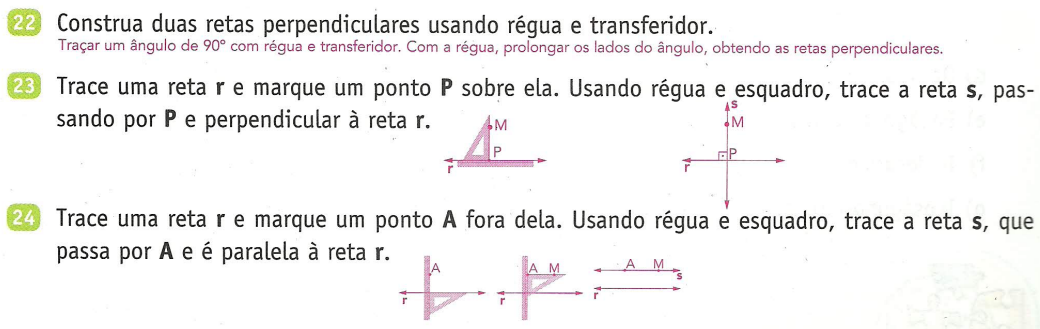 22 Construa duas retas perpendiculares usando régua e transferidor.
Traçar um ângulo de 90° com régua e transferidor. Com a régua, prolongar os lados do ângulo, obtendo as retas perpendiculares.
23 Trace uma reta r e marque um ponto P sobre ela. Usando régua e esquadro, trace a reta s, pas-
sando por P e perpendicular à reta r.
M
P
r
s
M
P
r
24 Trace uma reta r e marque um ponto A fora dela. Usando régua e esquadro, trace a reta s, que
passa por A e é paralela à reta r.
A
r
A M
r
A M
s
r